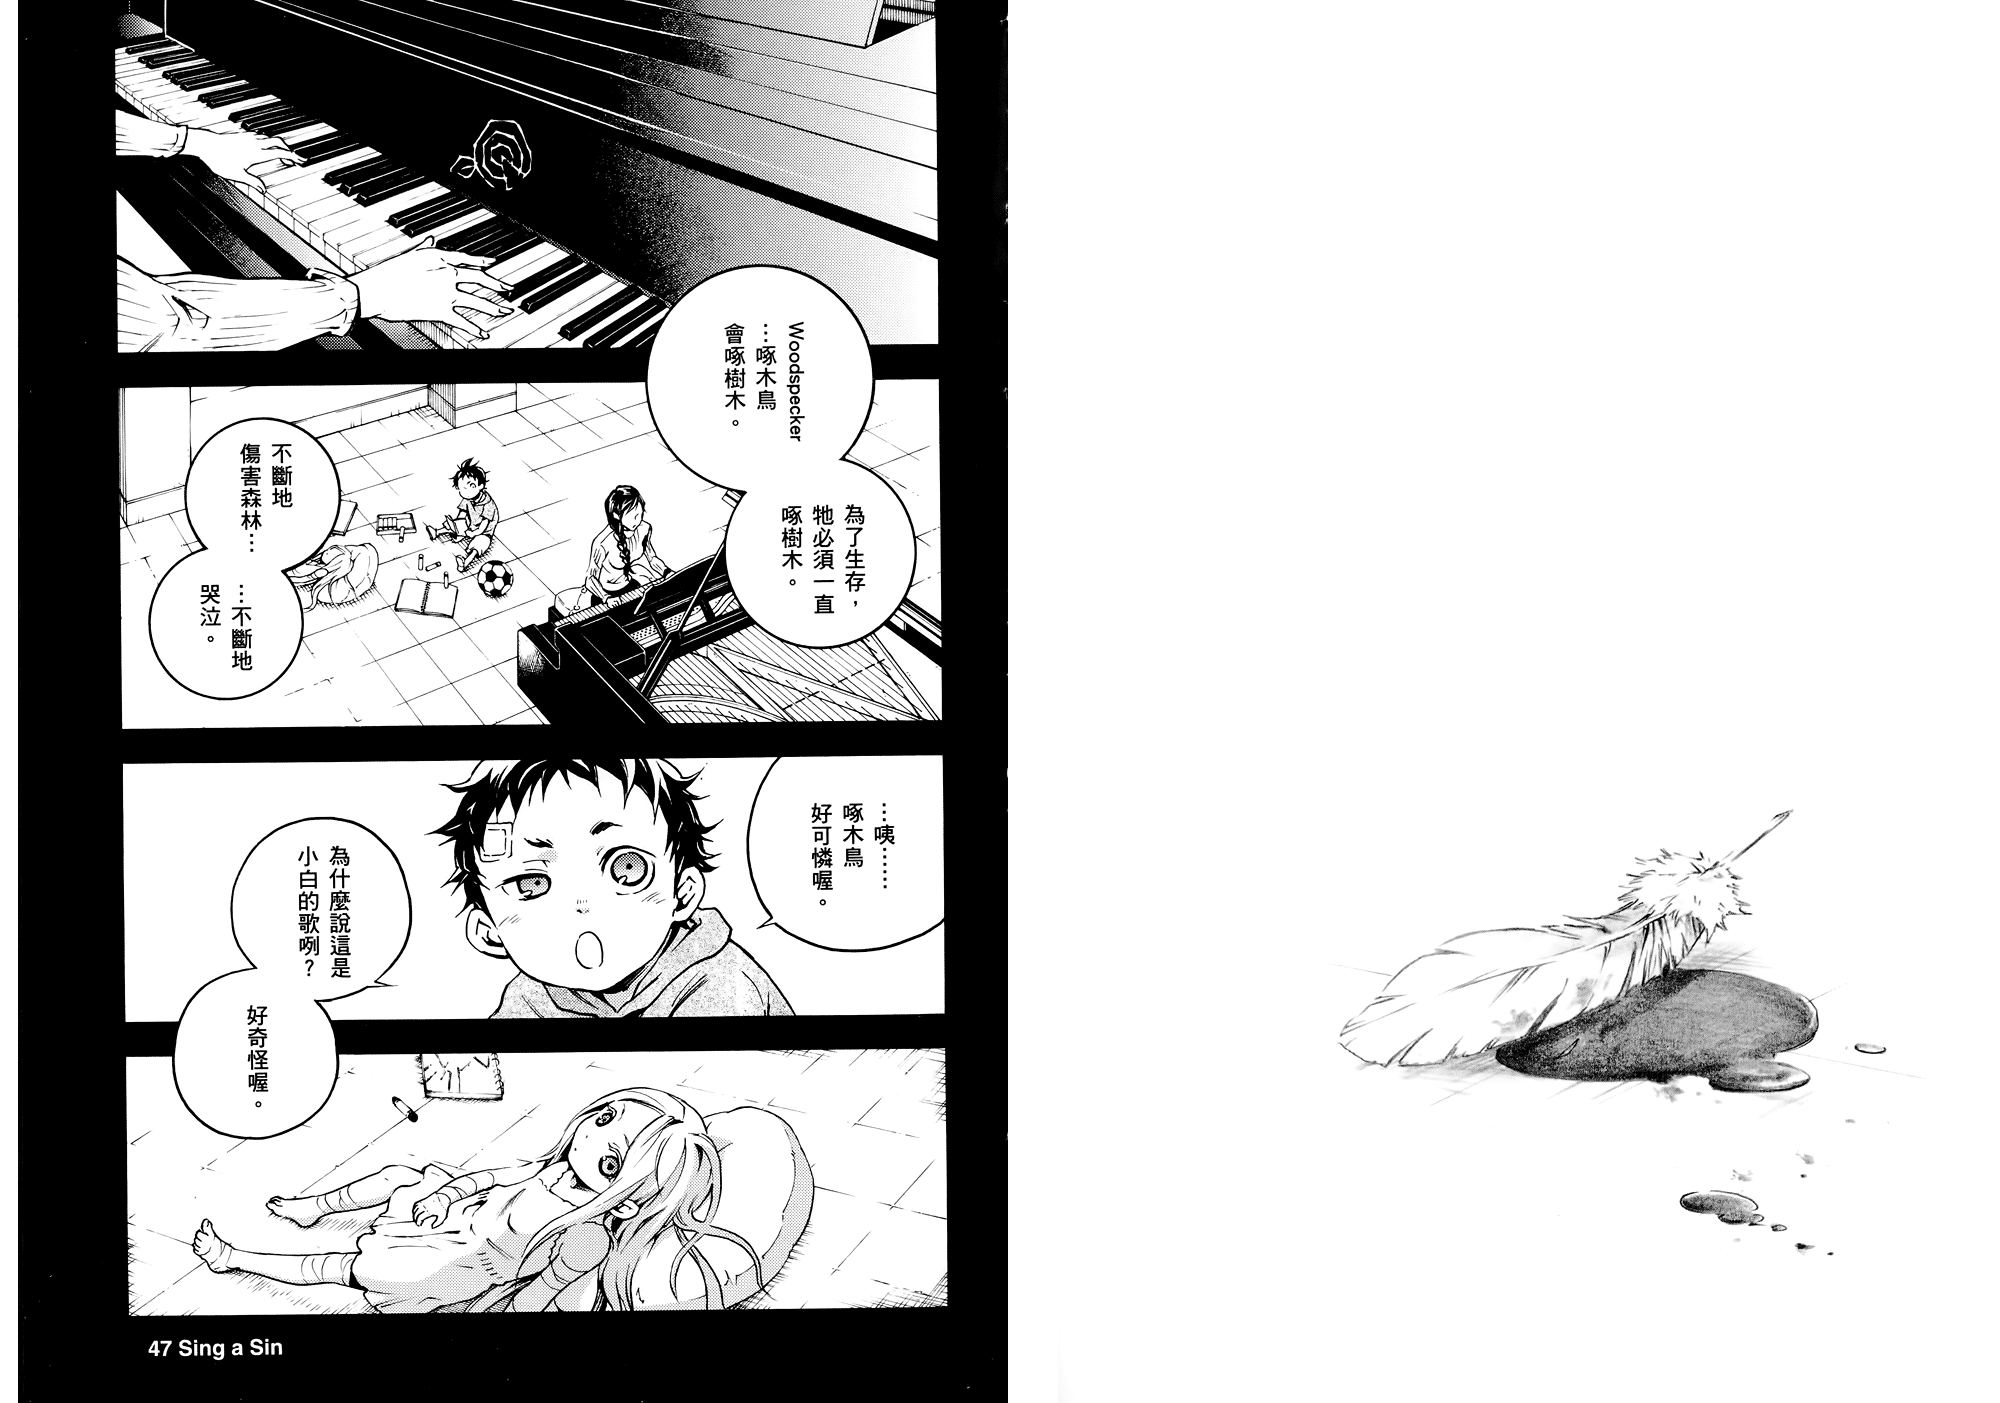 Woodspecker
…啄木鳥
會啄樹木。
為了生存，
牠必須一直
啄樹木。
不斷地
傷害森林…
…不斷地
哭泣。
…咦……
啄木鳥
好可憐喔。
為什麼說這是
小白的歌咧？
好奇怪喔。
47 Sing a Sin